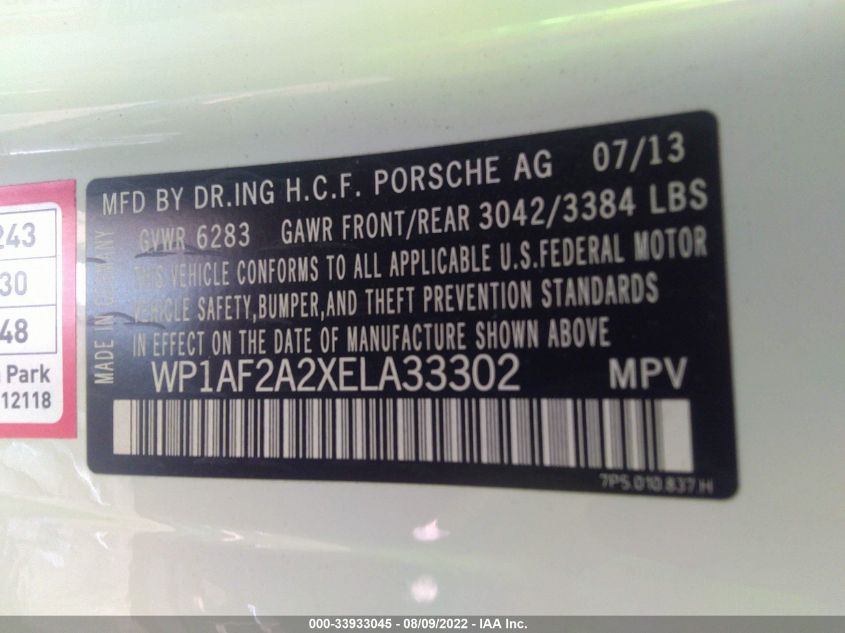 MFD BY DR.ING H.C.F. PORSCHE AG 07/13
GVWR 6283 GAWR FRONT/REAR 3042/3384 LBS
THIS VEHICLE CONFORMS TO ALL APPLICABLE U.S.FEDERAL MOTOR
VEHICLE SAFETY,BUMPER,AND THEFT PREVENTION STANDARDS
IN EFFECT ON THE DATE OF MANUFACTURE SHOWN ABOVE
MADE IN GERMANY
WP1AF2A2XELA33302 MPV
7P5.010.837.H
243
30
48
Park
12118
000-33933045 - 08/09/2022 - IAA Inc.